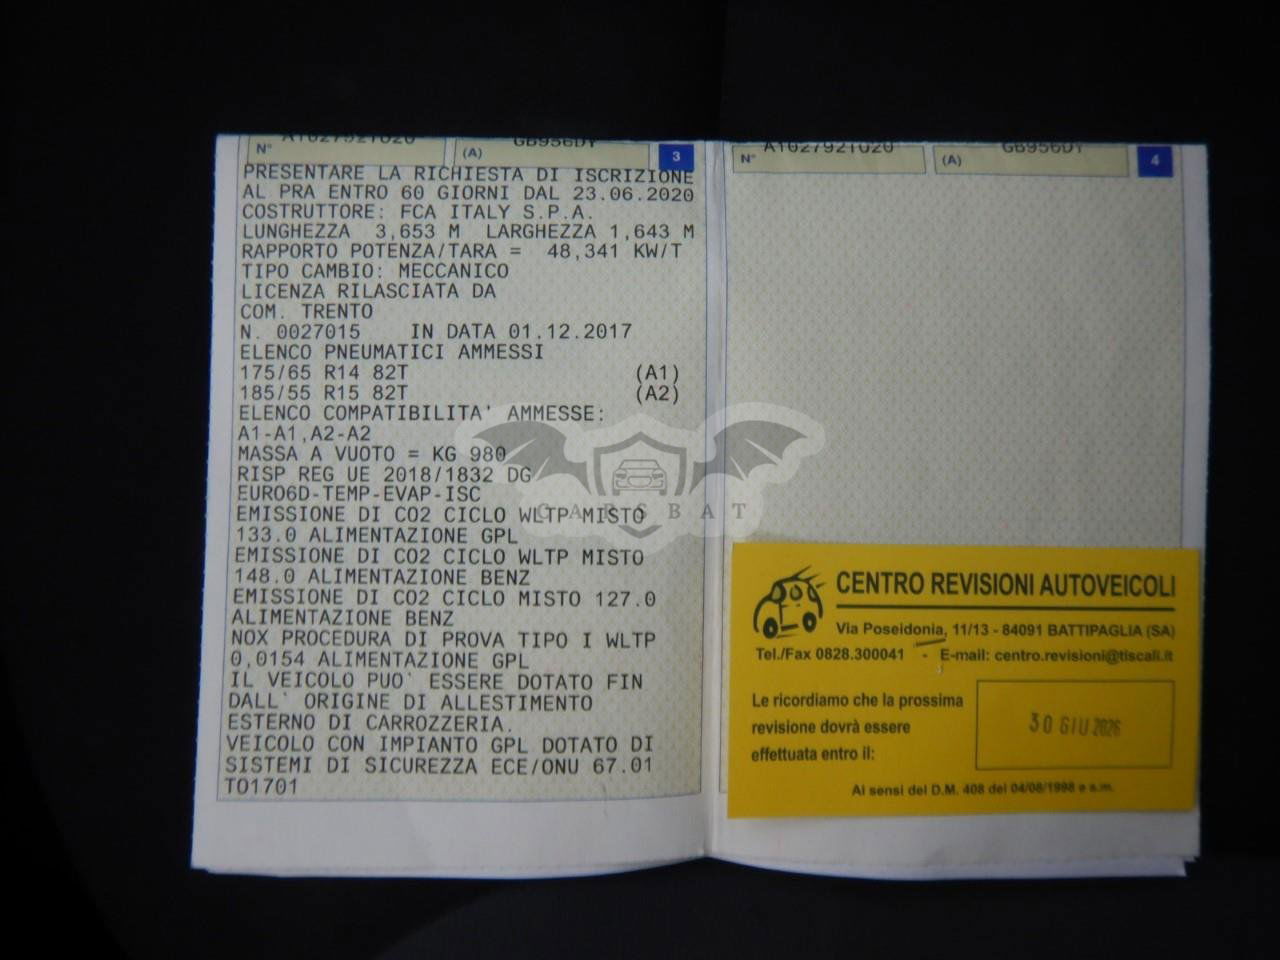 N° A1027921U20 (A) GB956DY 3
PRESENTARE LA RICHIESTA DI ISCRIZIONE
AL PRA ENTRO 60 GIORNI DAL 23.06.2020
COSTRUTTORE: FCA ITALY S.P.A.
LUNGHEZZA 3,653 M LARGHEZZA 1,643 M
RAPPORTO POTENZA/TARA = 48,341 KW/T
TIPO CAMBIO: MECCANICO
LICENZA RILASCIATA DA
COM. TRENTO
N. 0027015 IN DATA 01.12.2017
ELENCO PNEUMATICI AMMESSI
175/65 R14 82T (A1)
185/55 R15 82T (A2)
ELENCO COMPATIBILITA' AMMESSE:
A1-A1,A2-A2
MASSA A VUOTO = KG 980
RISP REG UE 2018/1832 DG
EURO6D-TEMP-EVAP-ISC
EMISSIONE DI CO2 CICLO WLTP MISTO
133.0 ALIMENTAZIONE GPL
EMISSIONE DI CO2 CICLO WLTP MISTO
148.0 ALIMENTAZIONE BENZ
EMISSIONE DI CO2 CICLO MISTO 127.0
ALIMENTAZIONE BENZ
NOX PROCEDURA DI PROVA TIPO I WLTP
0,0154 ALIMENTAZIONE GPL
IL VEICOLO PUO' ESSERE DOTATO FIN
DALL' ORIGINE DI ALLESTIMENTO
ESTERNO DI CARROZZERIA.
VEICOLO CON IMPIANTO GPL DOTATO DI
SISTEMI DI SICUREZZA ECE/ONU 67.01
TO1701
N° A1027921U20 (A) GB956DY 4
CARSBAT
CENTRO REVISIONI AUTOVEICOLI
Via Poseidonia, 11/13 - 84091 BATTIPAGLIA (SA)
Tel./Fax 0828.300041 - E-mail: centro.revisioni@tiscali.it
Le ricordiamo che la prossima
revisione dovrà essere
effettuata entro il:
30 GIU 2026
Ai sensi del D.M. 408 del 04/08/1998 e s.m.